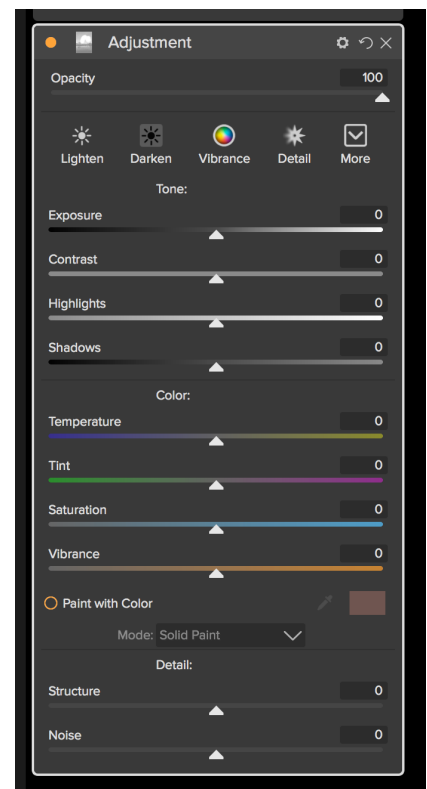 Adjustment
Opacity 100
Lighten Darken Vibrance Detail More
Tone:
Exposure 0
Contrast 0
Highlights 0
Shadows 0
Color:
Temperature 0
Tint 0
Saturation 0
Vibrance 0
Paint with Color
Mode: Solid Paint
Detail:
Structure 0
Noise 0